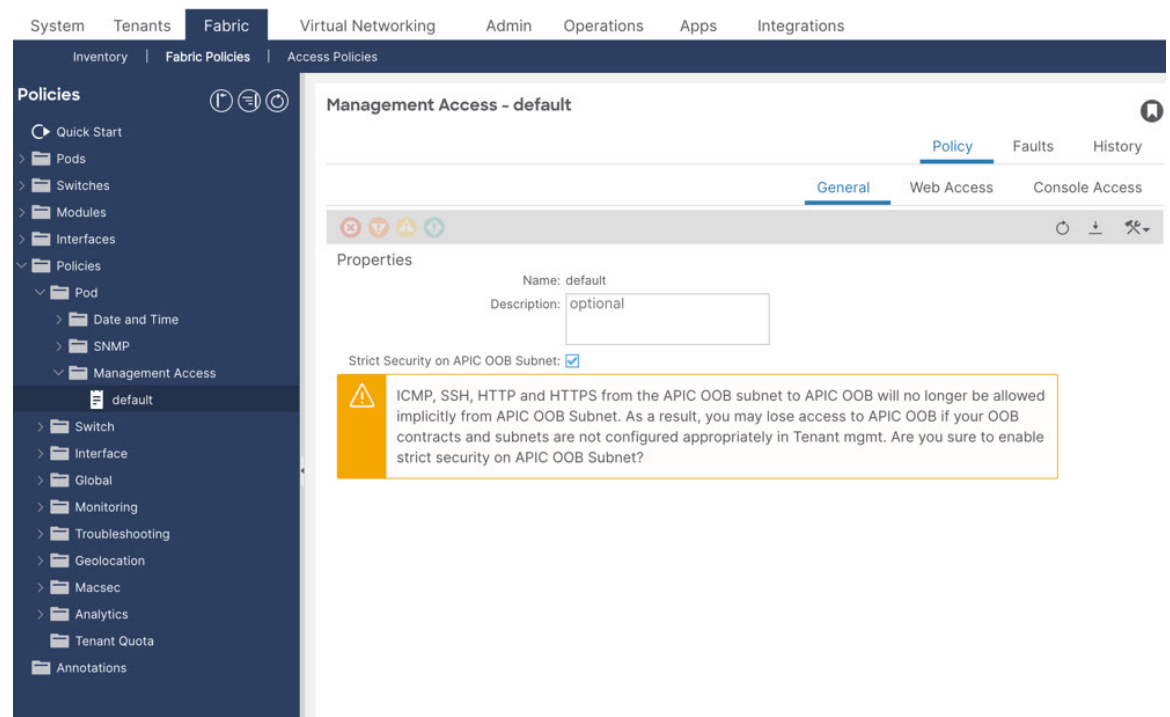 System Tenants Fabric Virtual Networking Admin Operations Apps Integrations
Inventory | Fabric Policies | Access Policies
Policies
Quick Start
Pods
Switches
Modules
Interfaces
Policies
Pod
Date and Time
SNMP
Management Access
default
Switch
Interface
Global
Monitoring
Troubleshooting
Geolocation
Macsec
Analytics
Tenant Quota
Annotations
Management Access - default
Policy Faults History
General Web Access Console Access
Properties
Name: default
Description: optional
Strict Security on APIC OOB Subnet:
ICMP, SSH, HTTP and HTTPS from the APIC OOB subnet to APIC OOB will no longer be allowed
implicitly from APIC OOB Subnet. As a result, you may lose access to APIC OOB if your OOB
contracts and subnets are not configured appropriately in Tenant mgmt. Are you sure to enable
strict security on APIC OOB Subnet?